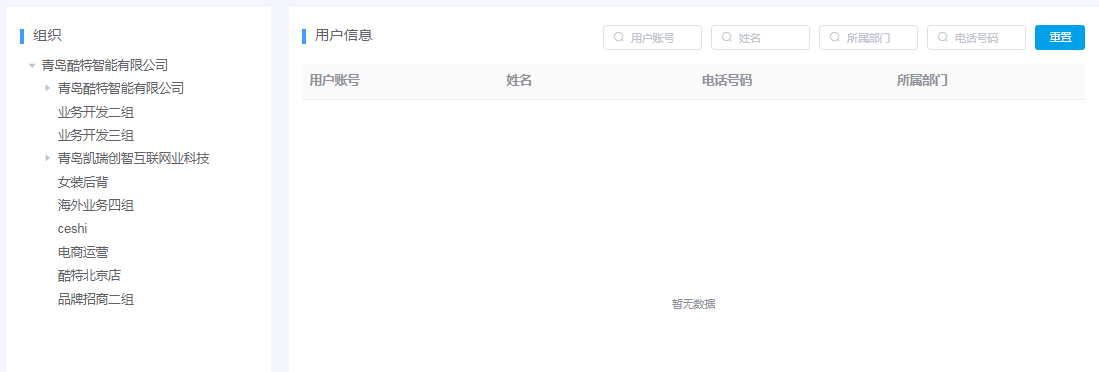 组织
青岛酷特智能有限公司
青岛酷特智能有限公司
业务开发二组
业务开发三组
青岛凯瑞创智互联网业科技
女装后背
海外业务四组
ceshi
电商运营
酷特北京店
品牌招商二组
用户信息
用户账号 姓名 所属部门 电话号码 重置
用户账号 姓名 电话号码 所属部门
暂无数据